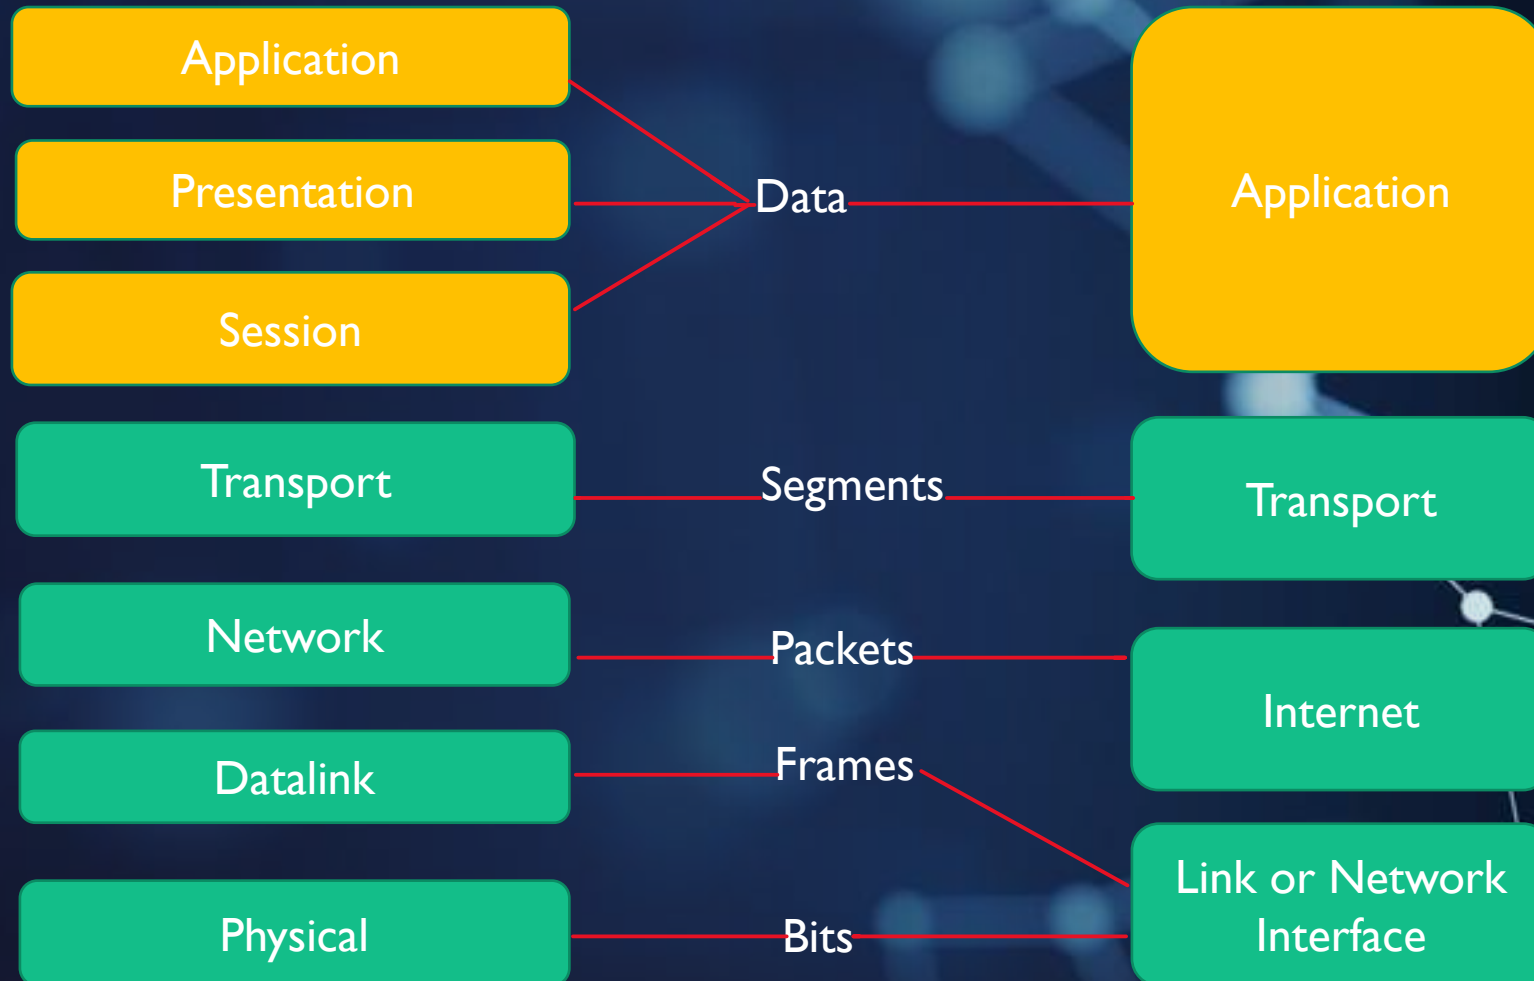 Application
Presentation
Session
Transport
Network
Datalink
Physical
Data
Segments
Packets
Frames
Bits
Application
Transport
Internet
Link or Network
Interface